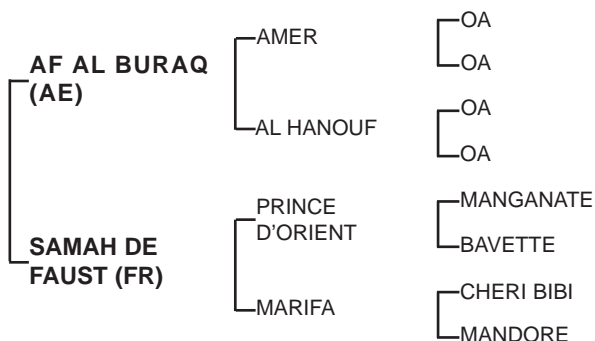 AF AL BURAQ
(AE)
AMER
OA
OA
AL HANOUF
OA
OA
SAMAH DE
FAUST (FR)
PRINCE
D'ORIENT
MANGANATE
BAVETTE
MARIFA
CHERI BIBI
MANDORE